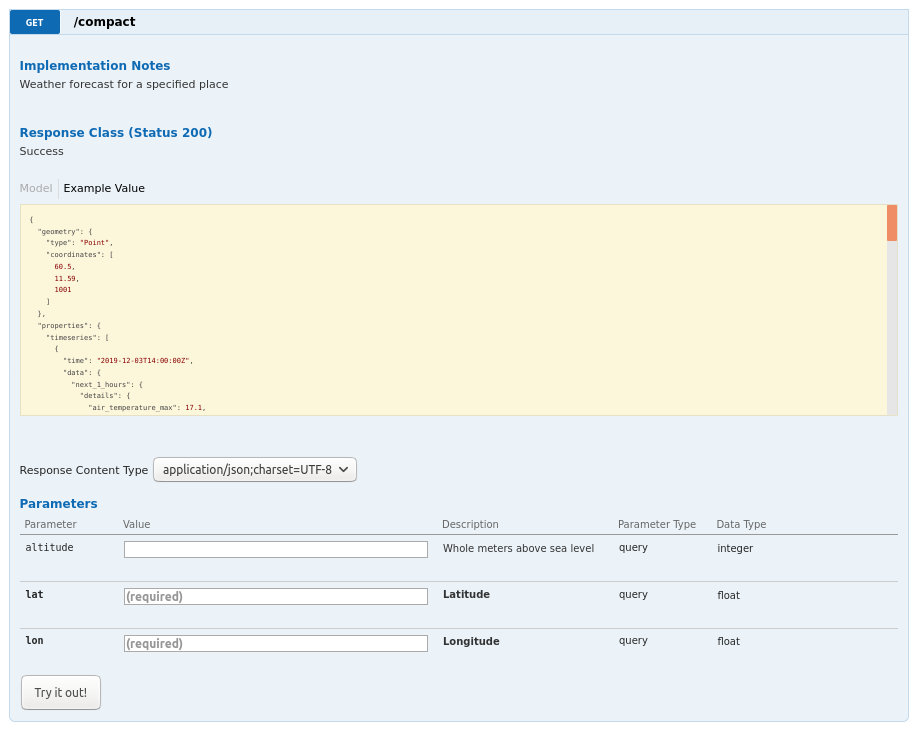 GET /compact
Implementation Notes
Weather forecast for a specified place
Response Class (Status 200)
Success
Model Example Value
{
"geometry": {
"type": "Point",
"coordinates": [
60.5,
11.59,
1001
]
},
"properties": {
"timeseries": [
{
"time": "2019-12-03T14:00:00Z",
"data": {
"next_1_hours": {
"details": {
"air_temperature_max": 17.1,
Response Content Type application/json;charset=UTF-8
Parameters
Parameter Value Description Parameter Type Data Type
altitude Whole meters above sea level query integer
lat (required) Latitude query float
lon (required) Longitude query float
Try it out!